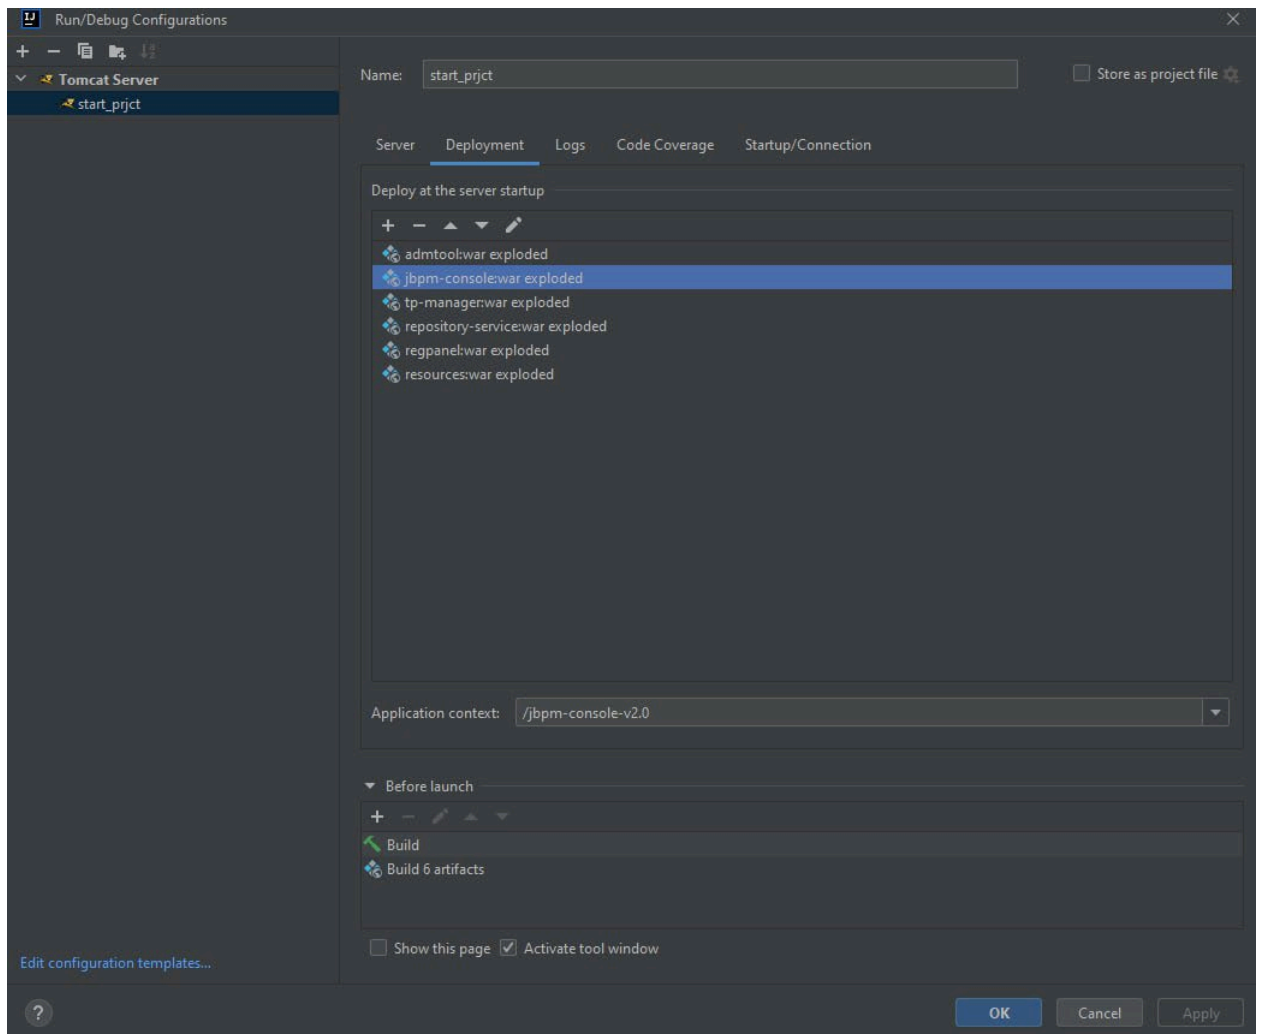 IJ Run/Debug Configurations
Tomcat Server
start_prjct
Name: start_prjct
Store as project file
Server Deployment Logs Code Coverage Startup/Connection
Deploy at the server startup
admtool:war exploded
jbpm-console:war exploded
tp-manager:war exploded
repository-service:war exploded
regpanel:war exploded
resources:war exploded
Application context: /jbpm-console-v2.0
Before launch
Build
Build 6 artifacts
Show this page Activate tool window
Edit configuration templates...
? OK Cancel Apply